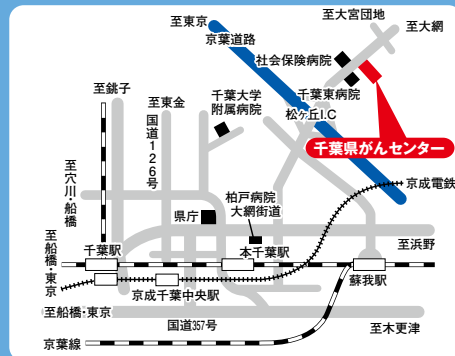 至東京
京葉道路
至大宮団地
至大網
社会保険病院
千葉東病院
松ヶ丘I.C
千葉県がんセンター
至銚子
至東金
国道126号
千葉大学
附属病院
京成電鉄
至穴川・船橋
県庁
柏戸病院
大網街道
至浜野
至船橋・東京
千葉駅
本千葉駅
蘇我駅
京成千葉中央駅
至船橋・東京
国道357号
至木更津
京葉線